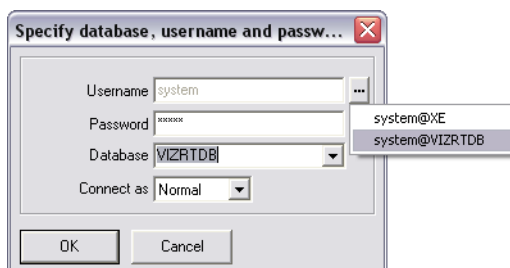 Specify database, username and passw...
Username system ...
system@XE
Password *****
system@VIZRTDB
Database VIZRTDB
Connect as Normal
OK Cancel